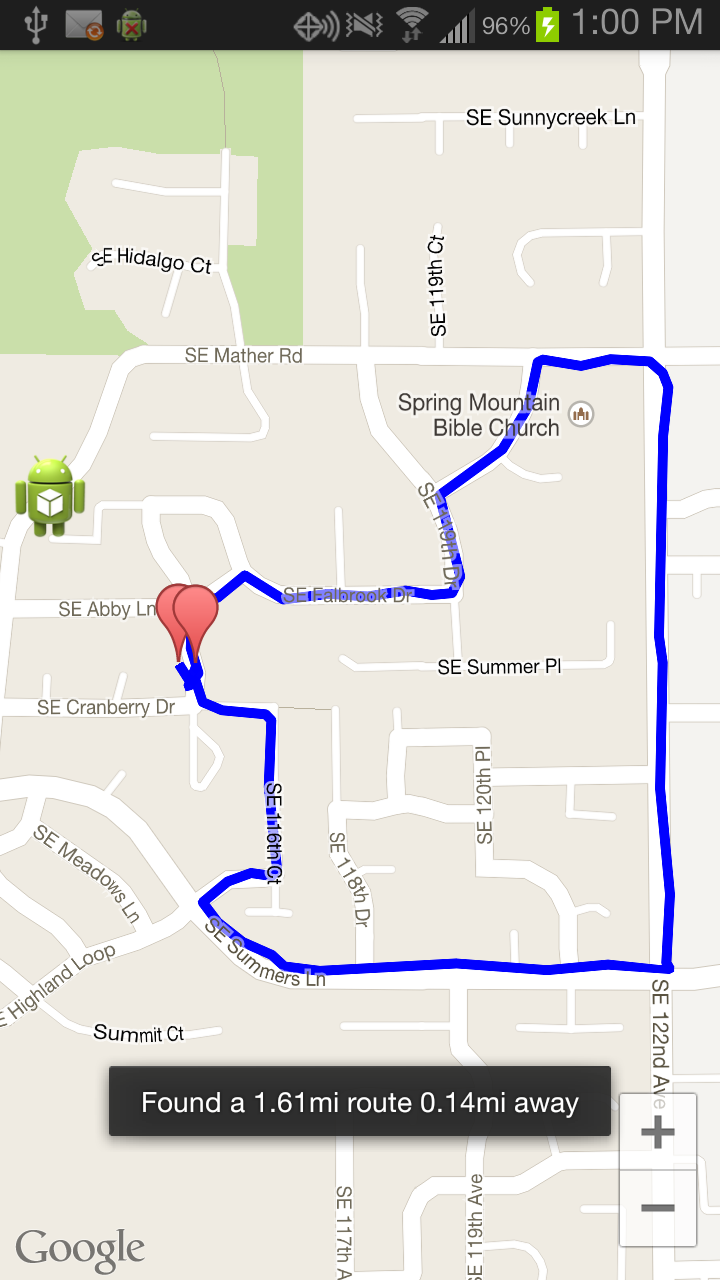 96% 1:00 PM
SE Sunnycreek Ln
SE Hidalgo Ct
SE 119th Ct
SE Mather Rd
Spring Mountain
Bible Church
SE 119th Dr
SE Falbrook Dr
SE Abby Ln
SE Summer Pl
SE Cranberry Dr
SE 120th Pl
SE 116th Ct
SE 118th Dr
SE Meadows Ln
SE Summers Ln
E Highland Loop
Summit Ct
SE 122nd Ave
Found a 1.61mi route 0.14mi away
+
−
SE 117th A
SE 119th Ave
Google